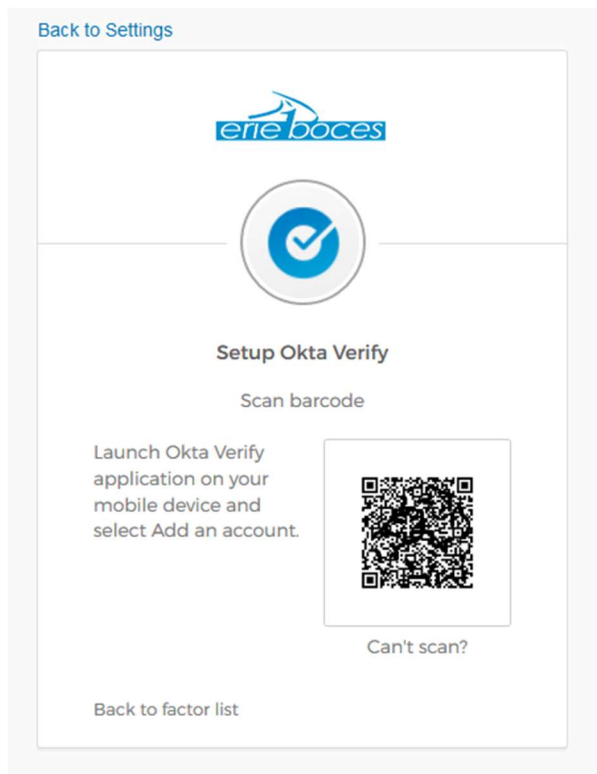 Back to Settings
erie 1 boces
Setup Okta Verify
Scan barcode
Launch Okta Verify
application on your
mobile device and
select Add an account.
Can't scan?
Back to factor list